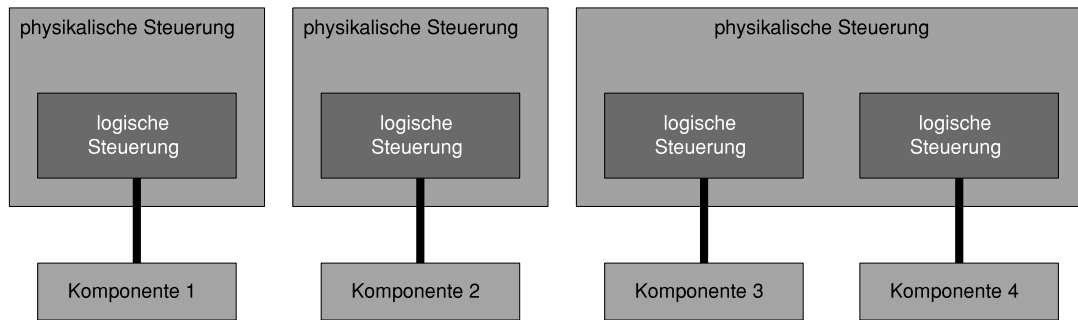 physikalische Steuerung
physikalische Steuerung
physikalische Steuerung
logische
Steuerung
logische
Steuerung
logische
Steuerung
logische
Steuerung
Komponente 1
Komponente 2
Komponente 3
Komponente 4